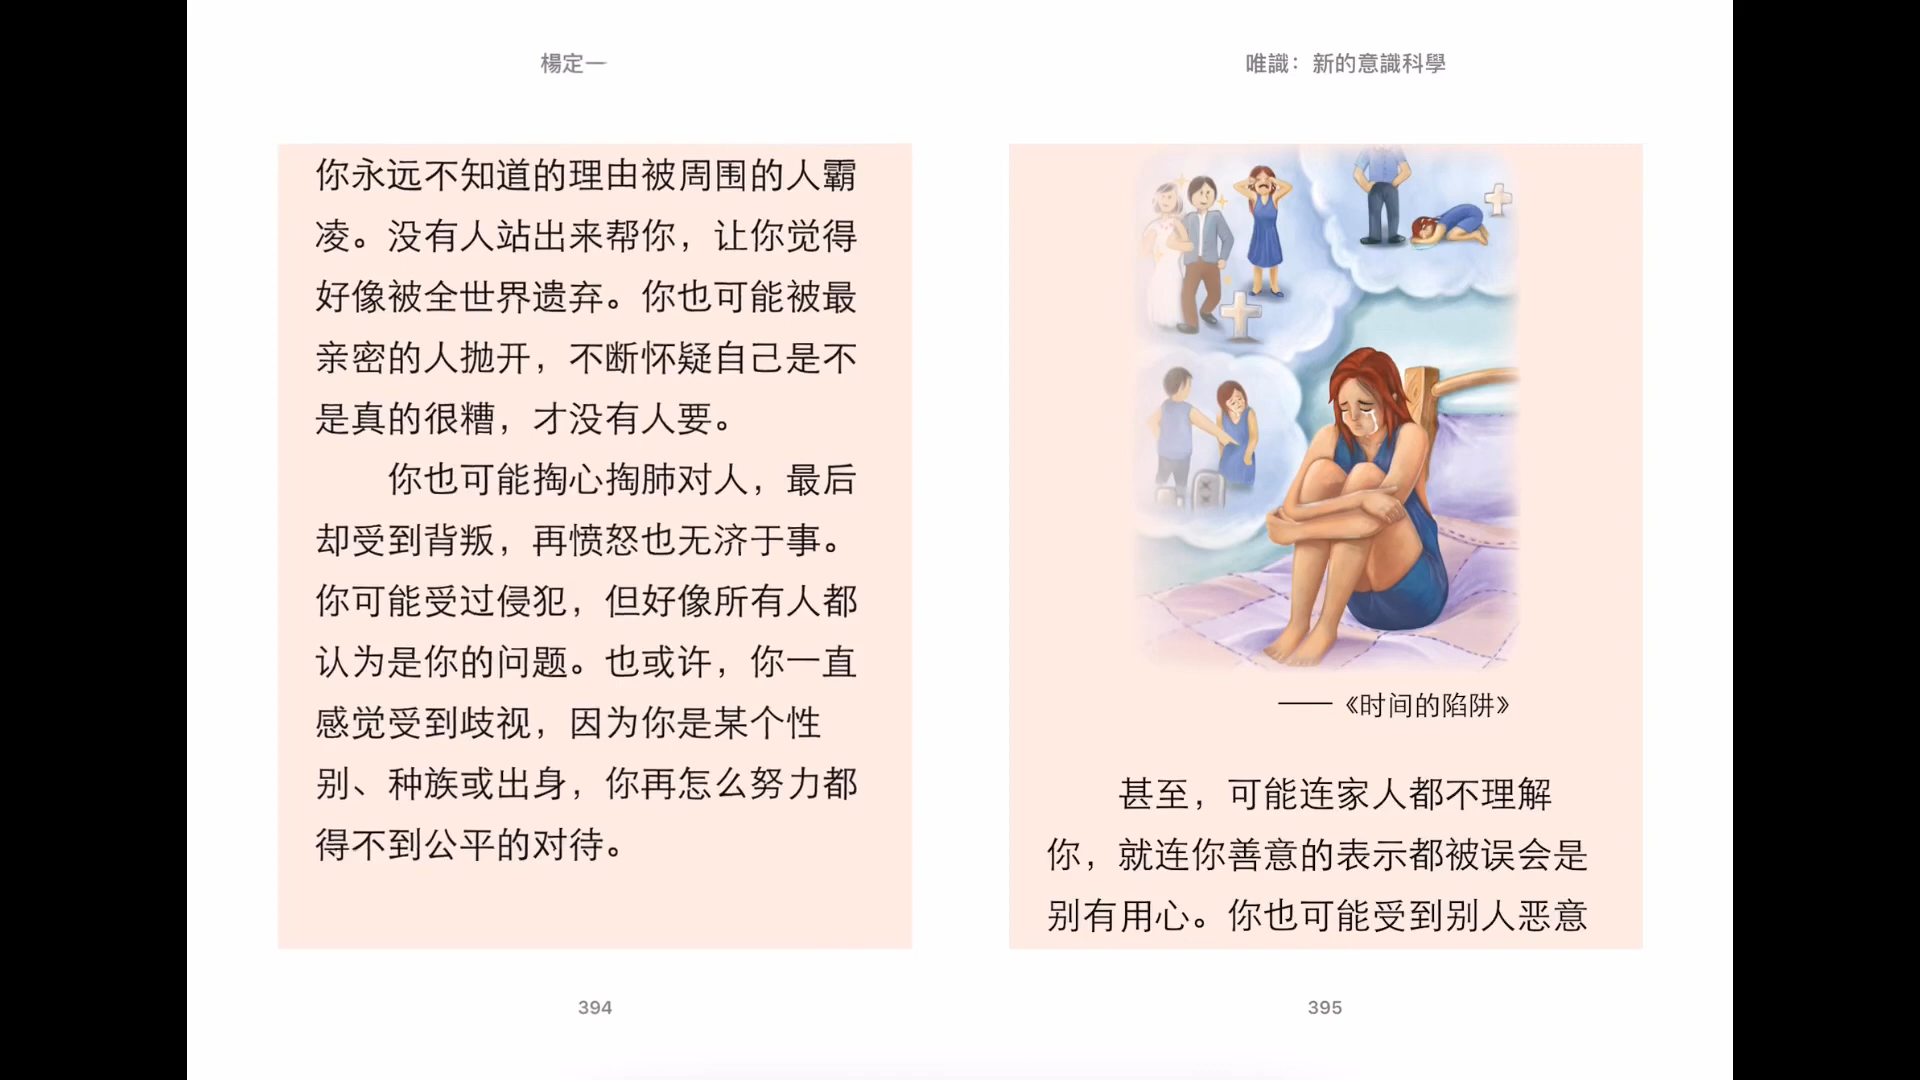 楊定一
你永远不知道的理由被周围的人霸
凌。没有人站出来帮你，让你觉得
好像被全世界遗弃。你也可能被最
亲密的人抛开，不断怀疑自己是不
是真的很糟，才没有人要。
你也可能掏心掏肺对人，最后
却受到背叛，再愤怒也无济于事。
你可能受过侵犯，但好像所有人都
认为是你的问题。也或许，你一直
感觉受到歧视，因为你是某个性
别、种族或出身，你再怎么努力都
得不到公平的对待。
394
唯識：新的意識科學
——《时间的陷阱》
甚至，可能连家人都不理解
你，就连你善意的表示都被误会是
别有用心。你也可能受到别人恶意
395